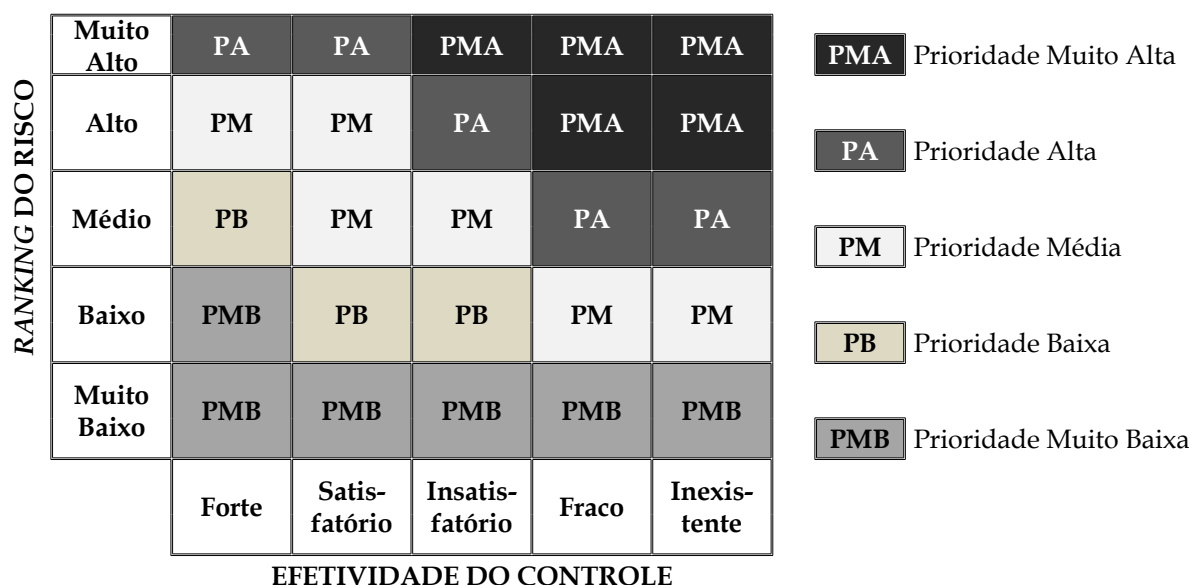 Muito
Alto
PA
PA
PMA
PMA
PMA
Alto
PM
PM
PA
PMA
PMA
Médio
PB
PM
PM
PA
PA
Baixo
PMB
PB
PB
PM
PM
Muito
Baixo
PMB
PMB
PMB
PMB
PMB
Forte
Satis-
fatório
Insatis-
fatório
Fraco
Inexis-
tente
RANKING DO RISCO
EFETIVIDADE DO CONTROLE
PMA Prioridade Muito Alta
PA Prioridade Alta
PM Prioridade Média
PB Prioridade Baixa
PMB Prioridade Muito Baixa